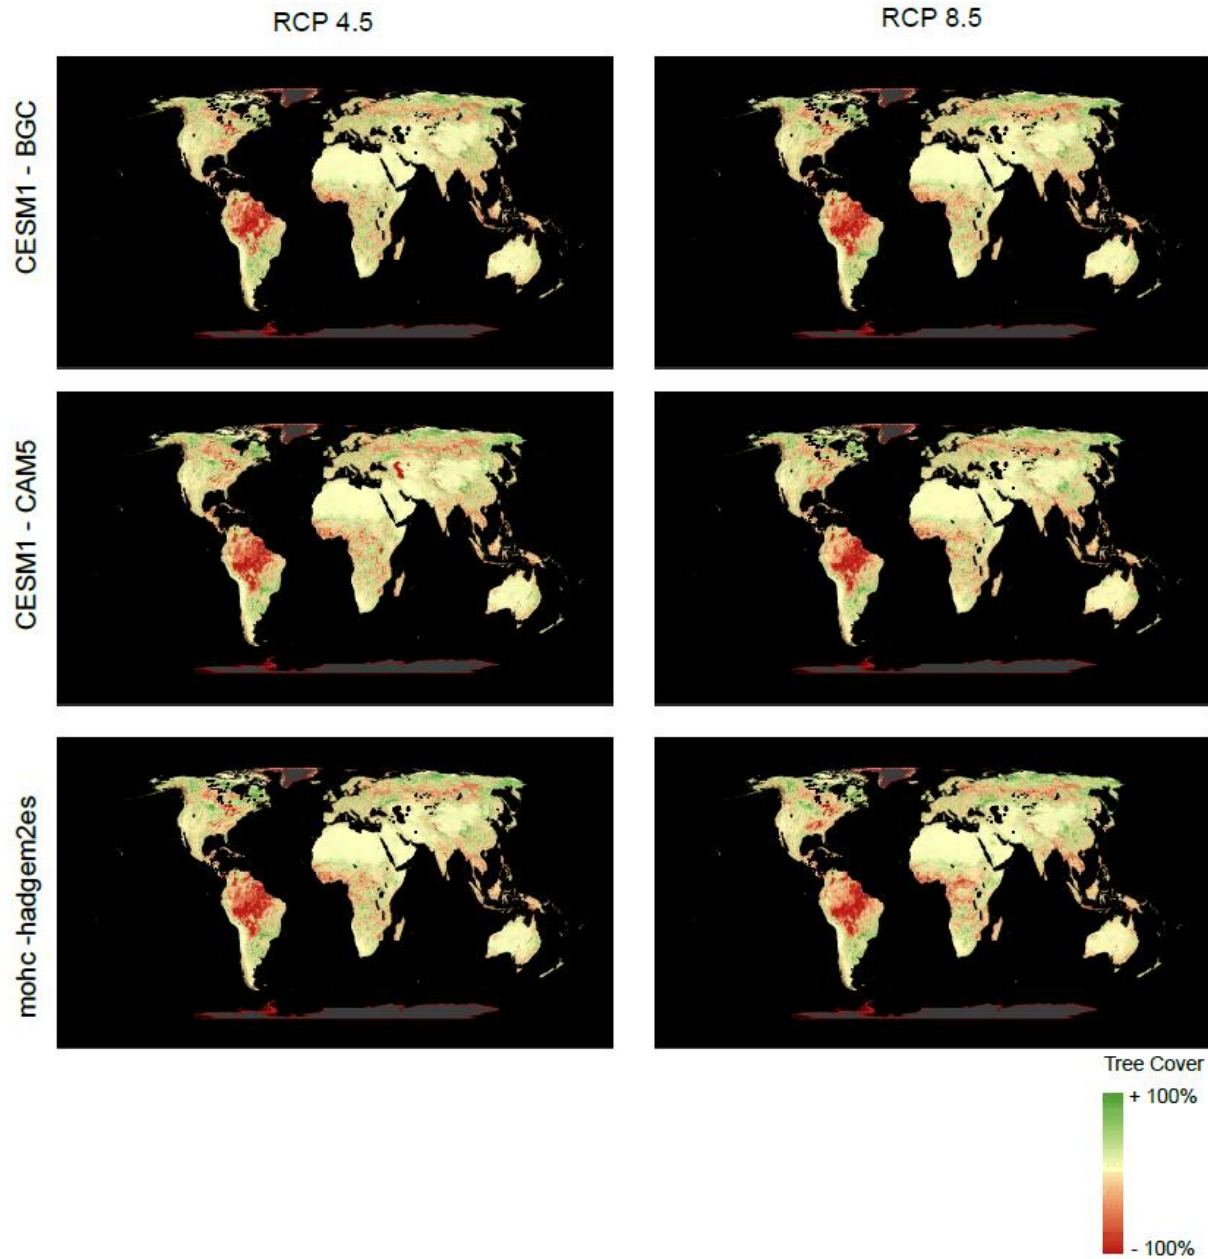 RCP 4.5
RCP 8.5
CESM1 - BGC
CESM1 - CAM5
mohc -hadgem2es
Tree Cover
+ 100%
- 100%